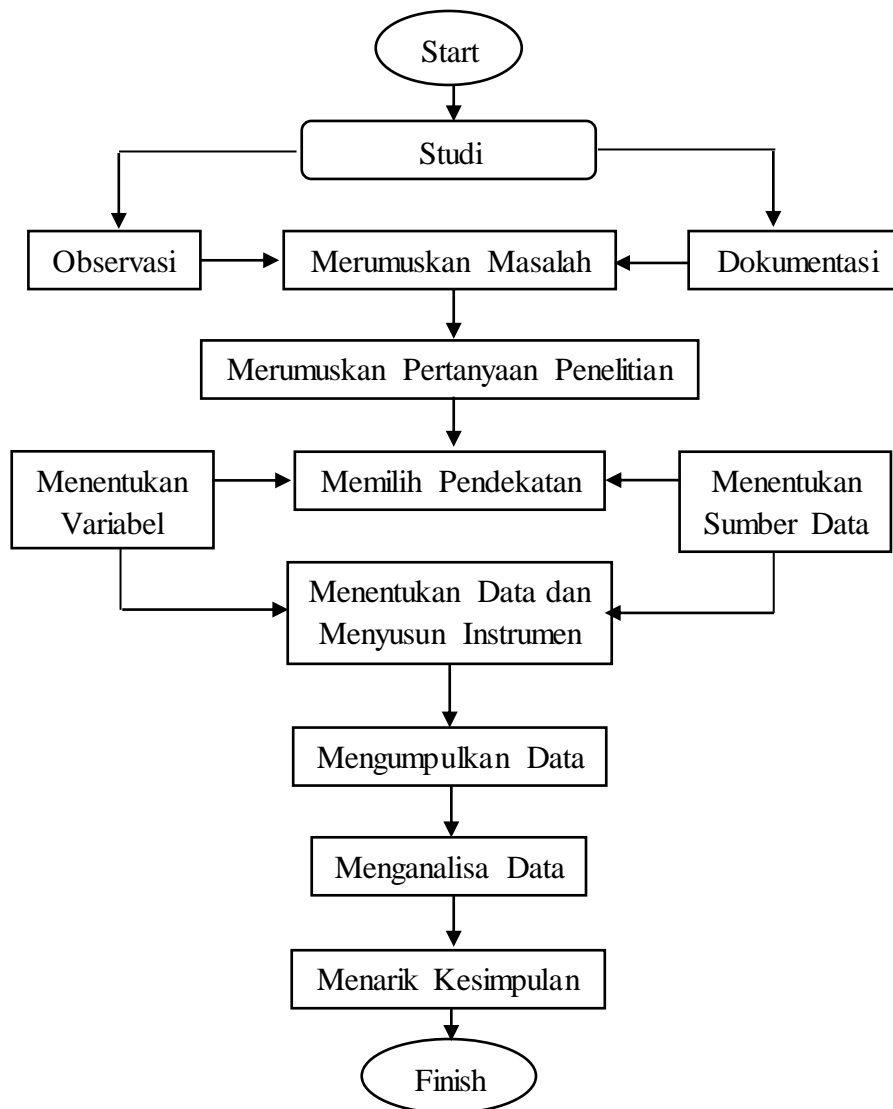 Start
Studi
Observasi
Merumuskan Masalah
Dokumentasi
Merumuskan Pertanyaan Penelitian
Menentukan
Variabel
Memilih Pendekatan
Menentukan
Sumber Data
Menentukan Data dan
Menyusun Instrumen
Mengumpulkan Data
Menganalisa Data
Menarik Kesimpulan
Finish